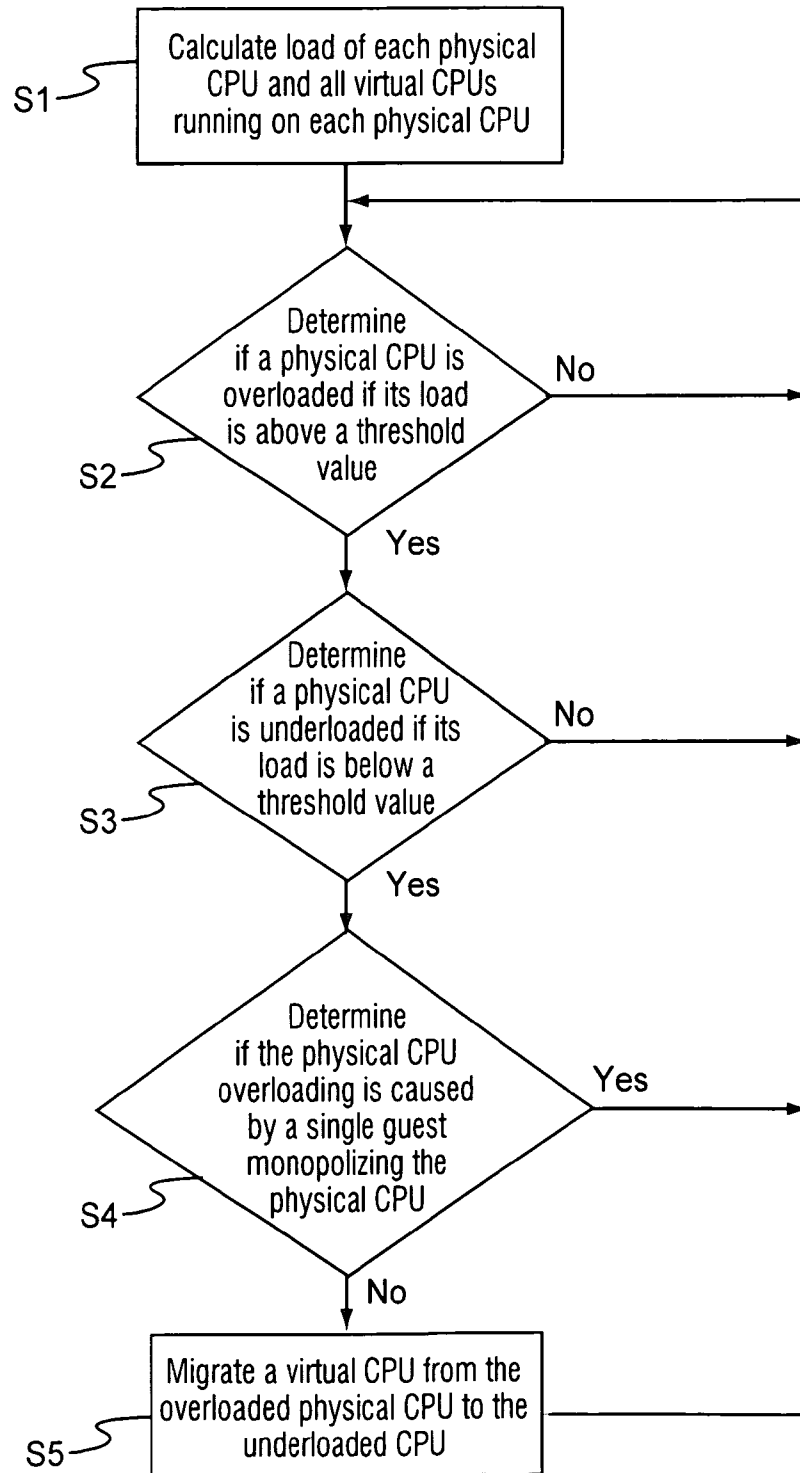 Calculate load of each physical
CPU and all virtual CPUs
running on each physical CPU
S1
Determine
if a physical CPU is
overloaded if its load
is above a threshold
value
No
S2
Yes
Determine
if a physical CPU
is underloaded if its
load is below a
threshold value
No
S3
Yes
Determine
if the physical CPU
overloading is caused
by a single guest
monopolizing the
physical CPU
Yes
S4
No
Migrate a virtual CPU from the
overloaded physical CPU to the
underloaded CPU
S5